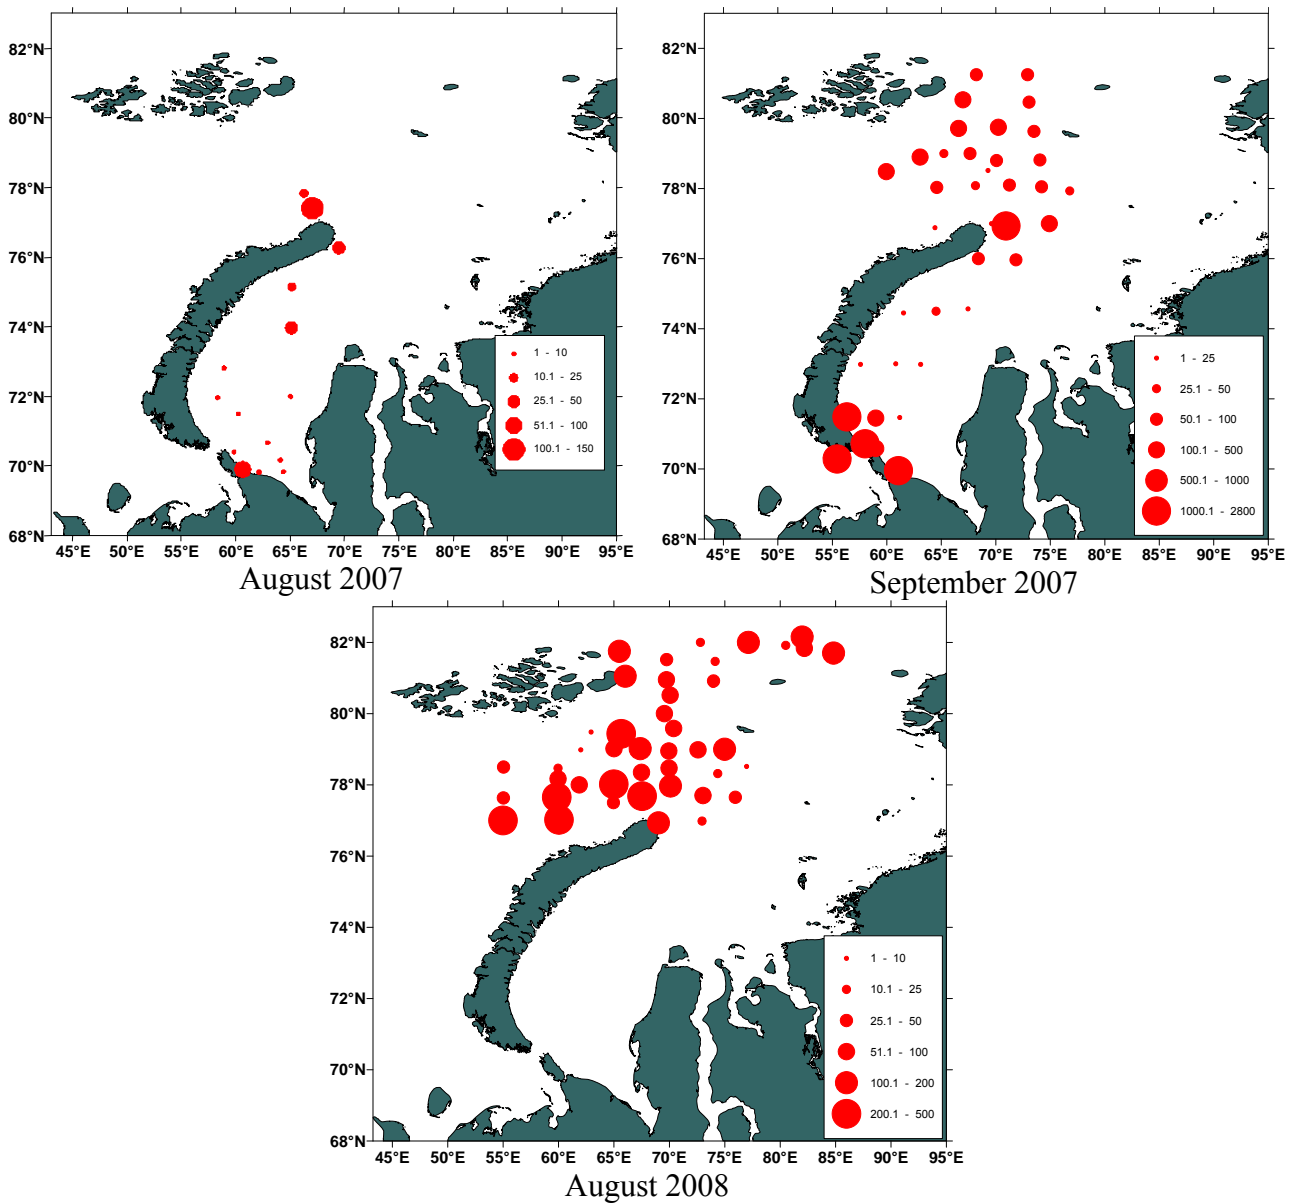 82°N
80°N
78°N
76°N
74°N
72°N
70°N
68°N
1 - 10
10.1 - 25
25.1 - 50
51.1 - 100
100.1 - 150
45°E 50°E 55°E 60°E 65°E 70°E 75°E 80°E 85°E 90°E 95°E
August 2007
82°N
80°N
78°N
76°N
74°N
72°N
70°N
68°N
1 - 25
25.1 - 50
50.1 - 100
100.1 - 500
500.1 - 1000
1000.1 - 2800
45°E 50°E 55°E 60°E 65°E 70°E 75°E 80°E 85°E 90°E 95°E
September 2007
82°N
80°N
78°N
76°N
74°N
72°N
70°N
68°N
1 - 10
10.1 - 25
25.1 - 50
51.1 - 100
100.1 - 200
200.1 - 500
45°E 50°E 55°E 60°E 65°E 70°E 75°E 80°E 85°E 90°E 95°E
August 2008